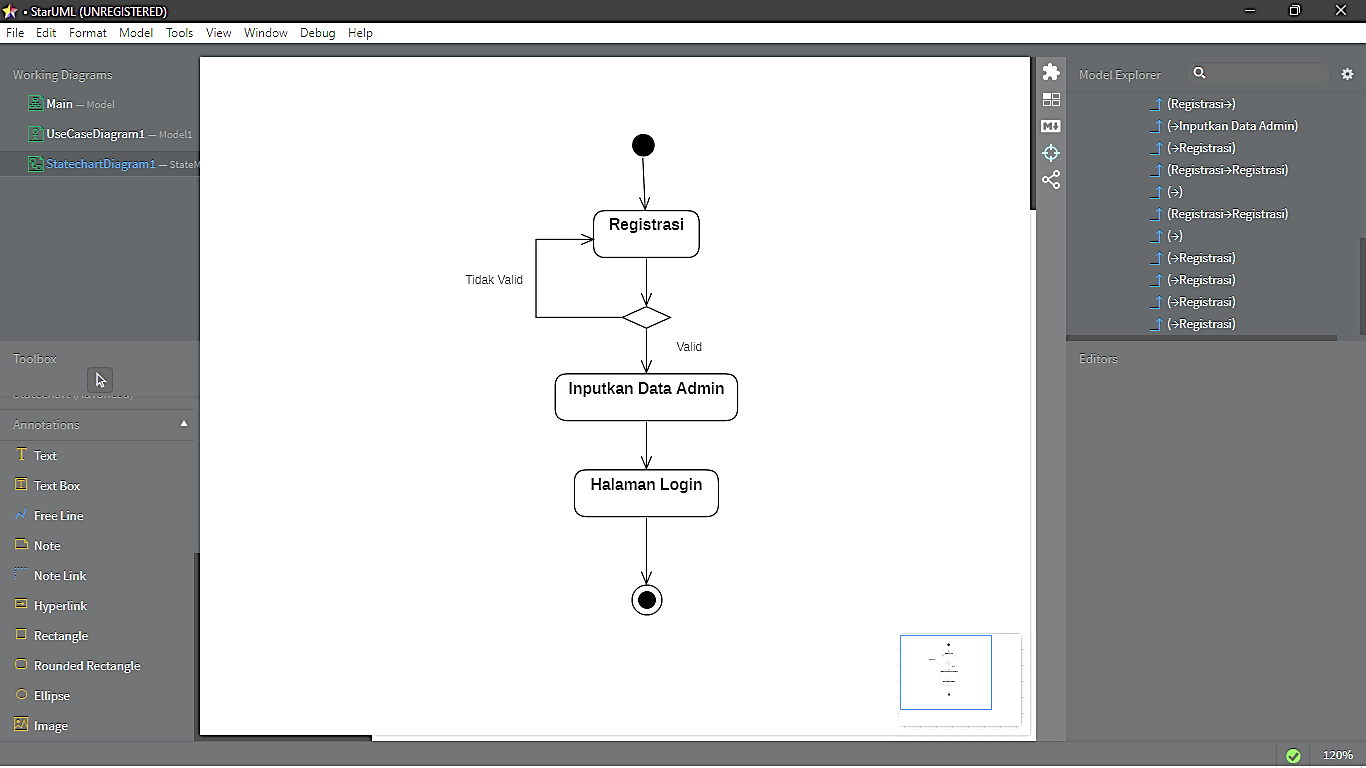 • StarUML (UNREGISTERED)
File Edit Format Model Tools View Window Debug Help
Working Diagrams
Main — Model
UseCaseDiagram1 — Model1
StatechartDiagram1 — StateM
Toolbox
Statechart (Advanced)
Annotations
Text
Text Box
Free Line
Note
Note Link
Hyperlink
Rectangle
Rounded Rectangle
Ellipse
Image
Registrasi
Tidak Valid
Valid
Inputkan Data Admin
Halaman Login
Model Explorer
(Registrasi→)
(→Inputkan Data Admin)
(→Registrasi)
(Registrasi→Registrasi)
(→)
(Registrasi→Registrasi)
(→)
(→Registrasi)
(→Registrasi)
(→Registrasi)
(→Registrasi)
Editors
120%